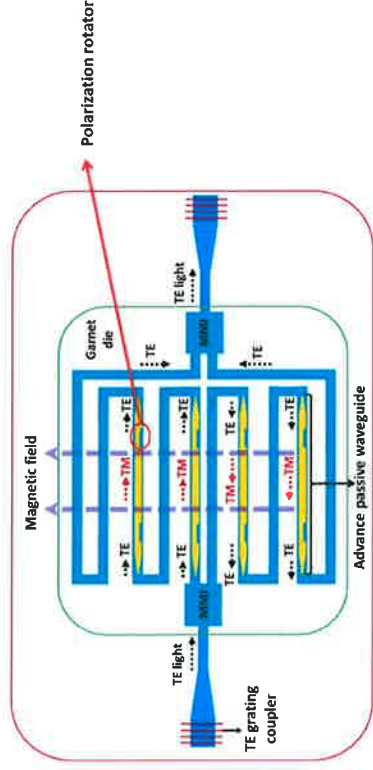 Magnetic field
Polarization rotator
Garnet
die
TE
TE
TM
TE
TE
TM
TE
TE light
MMI
TE
MMI
TE light
TE
TM
TE
TE
TM
TE
TE grating
coupler
Advance passive waveguide